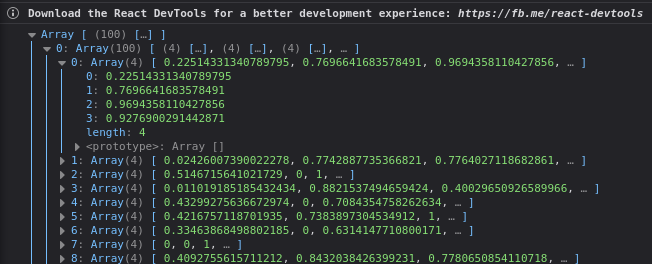 Download the React DevTools for a better development experience: https://fb.me/react-devtools
Array [ (100) […] ]
0: Array(100) [ (4) […], (4) […], (4) […], … ]
0: Array(4) [ 0.22514331340789795, 0.7696641683578491, 0.9694358110427856, … ]
0: 0.22514331340789795
1: 0.7696641683578491
2: 0.9694358110427856
3: 0.9276900291442871
length: 4
<prototype>: Array []
1: Array(4) [ 0.02426007390022278, 0.7742887735366821, 0.7764027118682861, … ]
2: Array(4) [ 0.5146715641021729, 0, 1, … ]
3: Array(4) [ 0.011019185185432434, 0.8821537494659424, 0.40029650926589966, … ]
4: Array(4) [ 0.43299275636672974, 0, 0.7084354758262634, … ]
5: Array(4) [ 0.4216757118701935, 0.7383897304534912, 1, … ]
6: Array(4) [ 0.33463868498802185, 0, 0.6314147710800171, … ]
7: Array(4) [ 0, 0, 1, … ]
8: Array(4) [ 0.4092755615711212, 0.8432038426399231, 0.7780650854110718, … ]